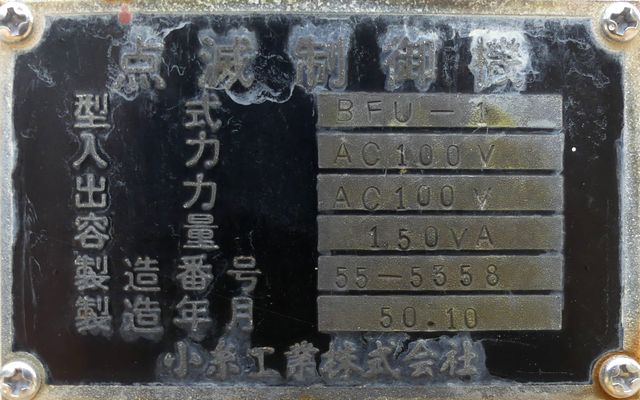 点滅制御機
型式 BFU-1
入力 AC100V
出力 AC100V
容量 150VA
製造番号 55-5358
製造年月 50.10
小糸工業株式会社